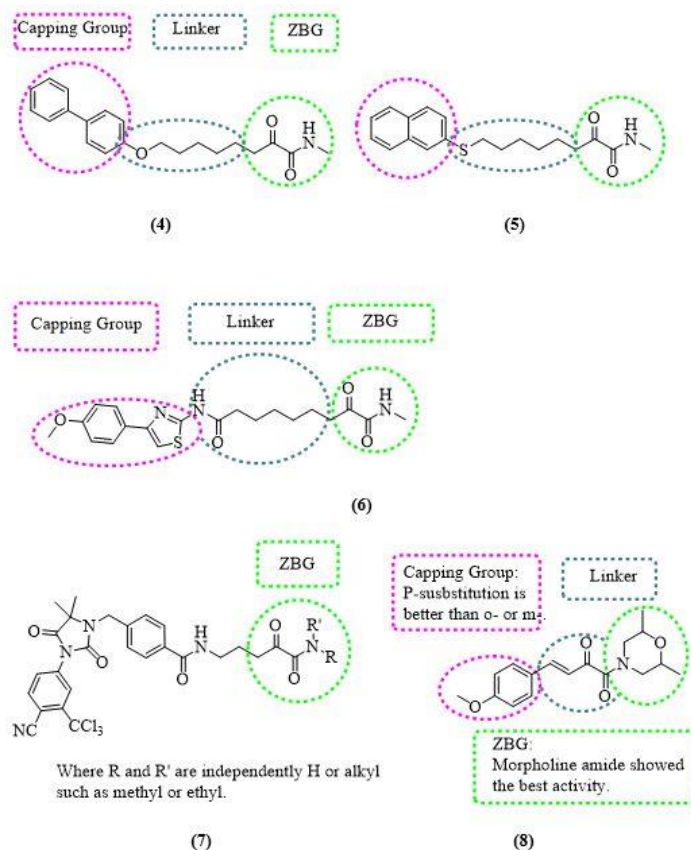 Capping Group
Linker
ZBG
O
O
H
N
O
(4)
S
O
O
H
N
(5)
Capping Group
Linker
ZBG
O
N
S
H
N
O
O
O
H
N
(6)
ZBG
O
N
N
O
NC
CCl3
O
H
N
O
O
R'
N
R
Where R and R' are independently H or alkyl
such as methyl or ethyl.
(7)
Capping Group:
P-susbstitution is
better than o- or m-.
Linker
O
O
O
N
O
ZBG:
Morpholine amide showed
the best activity.
(8)